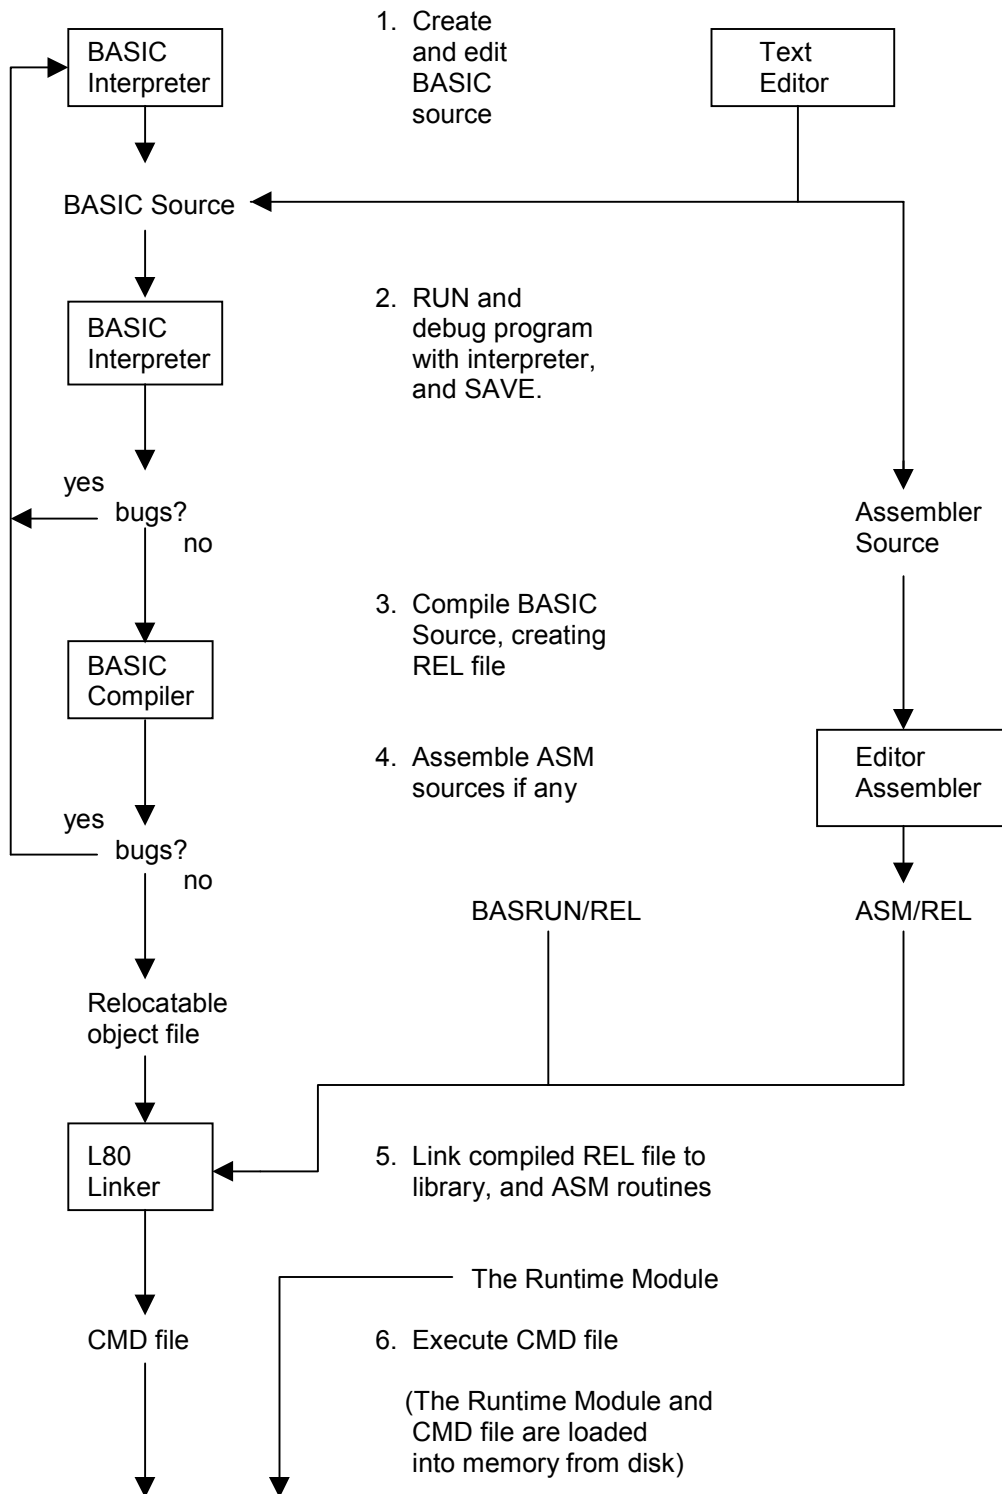 1. Create
and edit
BASIC
source
BASIC
Interpreter
Text
Editor
BASIC Source
2. RUN and
debug program
with interpreter,
and SAVE.
BASIC
Interpreter
yes
bugs?
no
Assembler
Source
3. Compile BASIC
Source, creating
REL file
BASIC
Compiler
4. Assemble ASM
sources if any
Editor
Assembler
yes
bugs?
no
BASRUN/REL
ASM/REL
Relocatable
object file
L80
Linker
5. Link compiled REL file to
library, and ASM routines
The Runtime Module
CMD file
6. Execute CMD file
(The Runtime Module and
CMD file are loaded
into memory from disk)